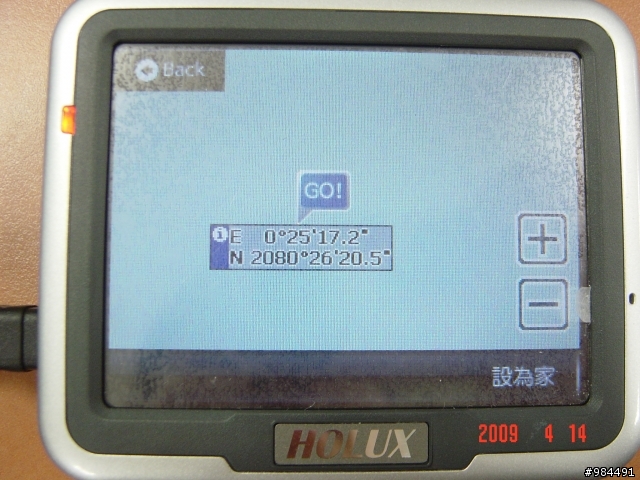 Back
GO!
E 0°25'17.2"
N 2080°26'20.5"
設為家
HOLUX
2009 4 14
#984491